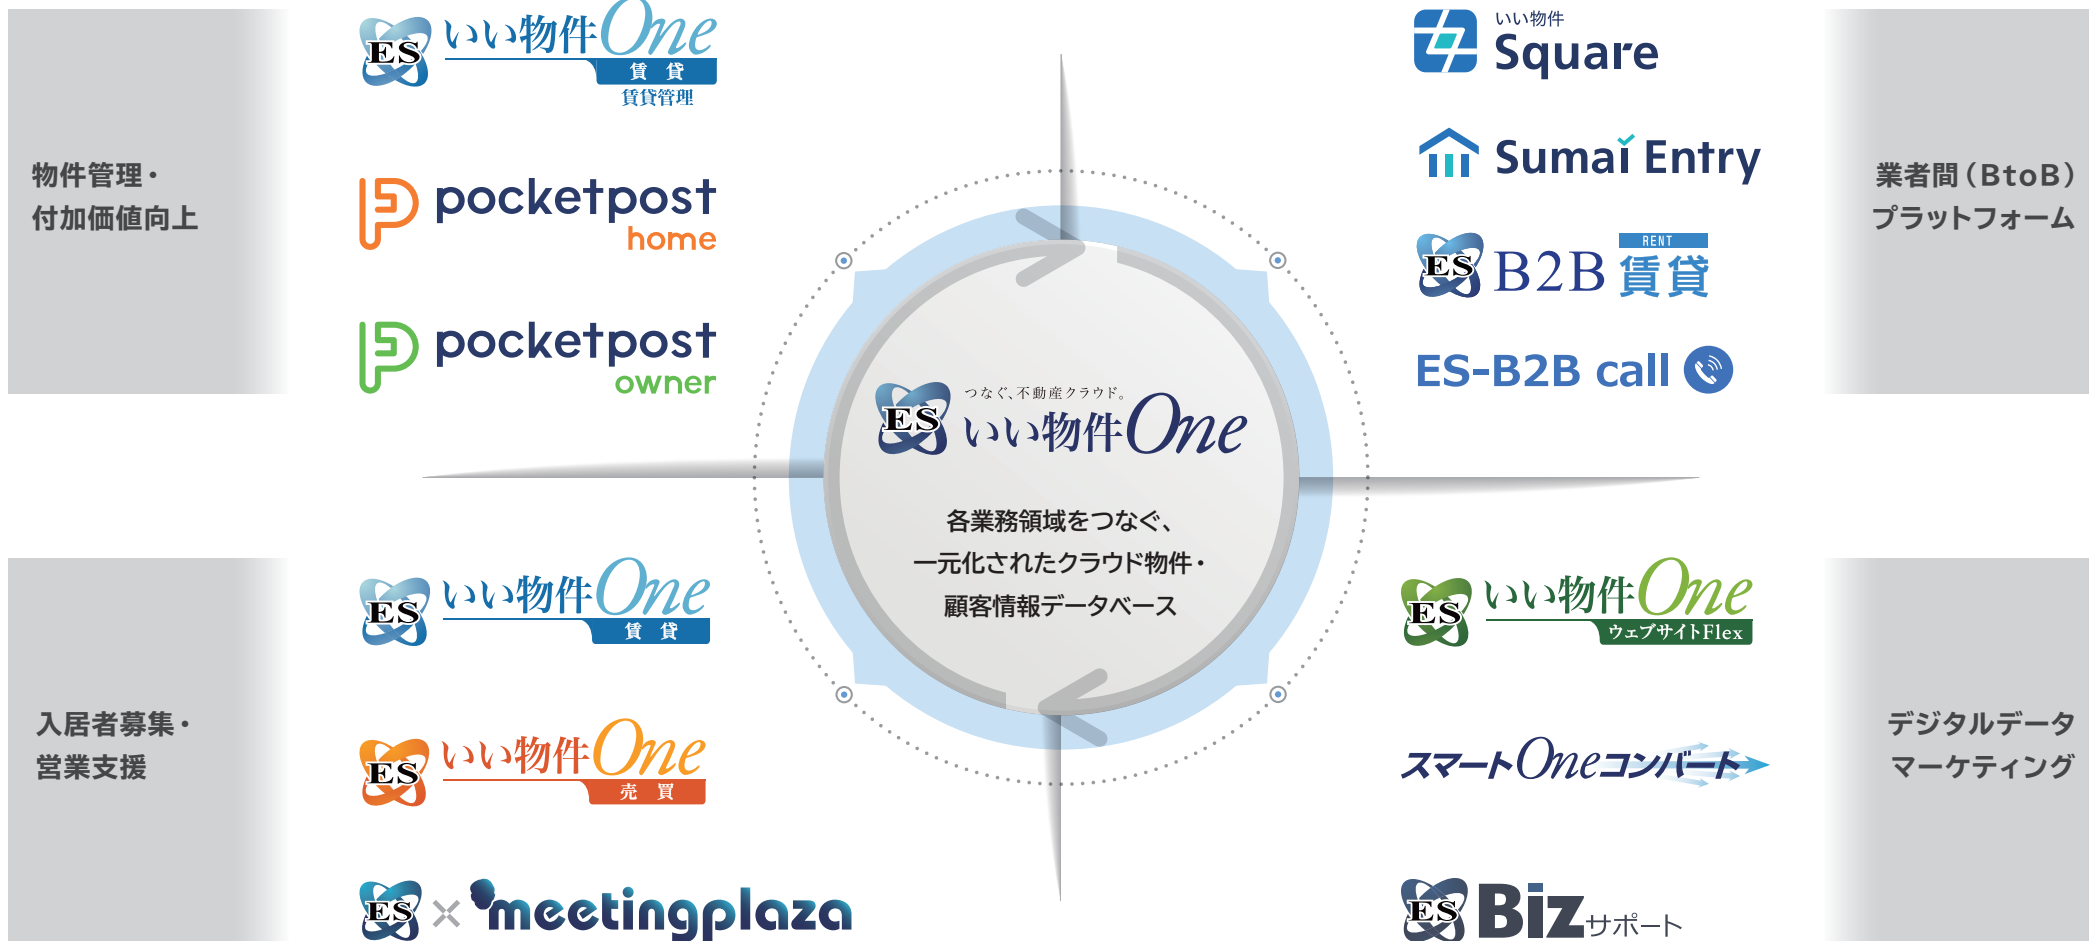 物件管理・
付加価値向上
ES いい物件One
賃貸
賃貸管理
pocketpost
home
pocketpost
owner
いい物件
Square
Sumai Entry
ES B2B RENT 賃貸
ES-B2B call
業者間（BtoB）
プラットフォーム
つなぐ、不動産クラウド。
ES いい物件One
各業務領域をつなぐ、
一元化されたクラウド物件・
顧客情報データベース
入居者募集・
営業支援
ES いい物件One
賃貸
ES いい物件One
売買
ES × meetingplaza
ES いい物件One
ウェブサイトFlex
スマートOneコンバート
ES Bizサポート
デジタルデータ
マーケティング